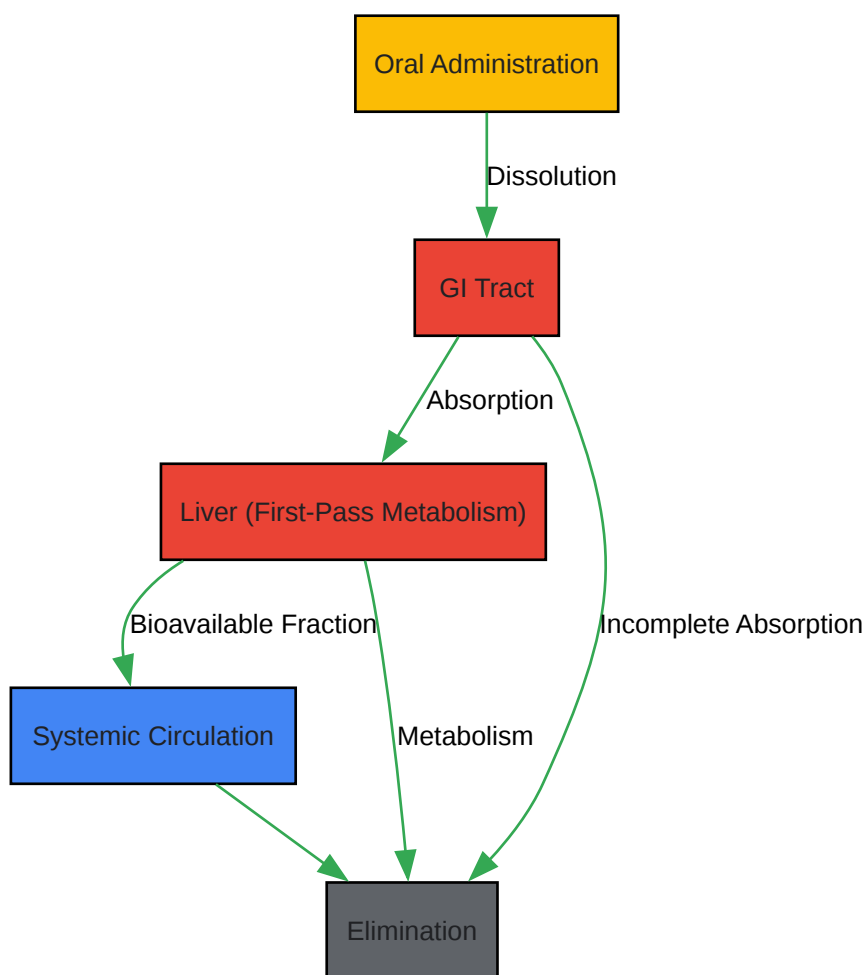 Oral Administration
Dissolution
GI Tract
Absorption
Liver (First-Pass Metabolism)
Bioavailable Fraction
Incomplete Absorption
Systemic Circulation
Metabolism
Elimination